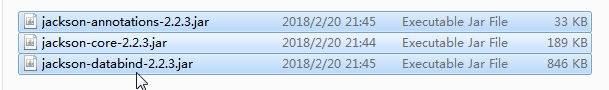 jackson-annotations-2.2.3.jar 2018/2/20 21:45 Executable Jar File 33 KB
jackson-core-2.2.3.jar 2018/2/20 21:44 Executable Jar File 189 KB
jackson-databind-2.2.3.jar 2018/2/20 21:45 Executable Jar File 846 KB